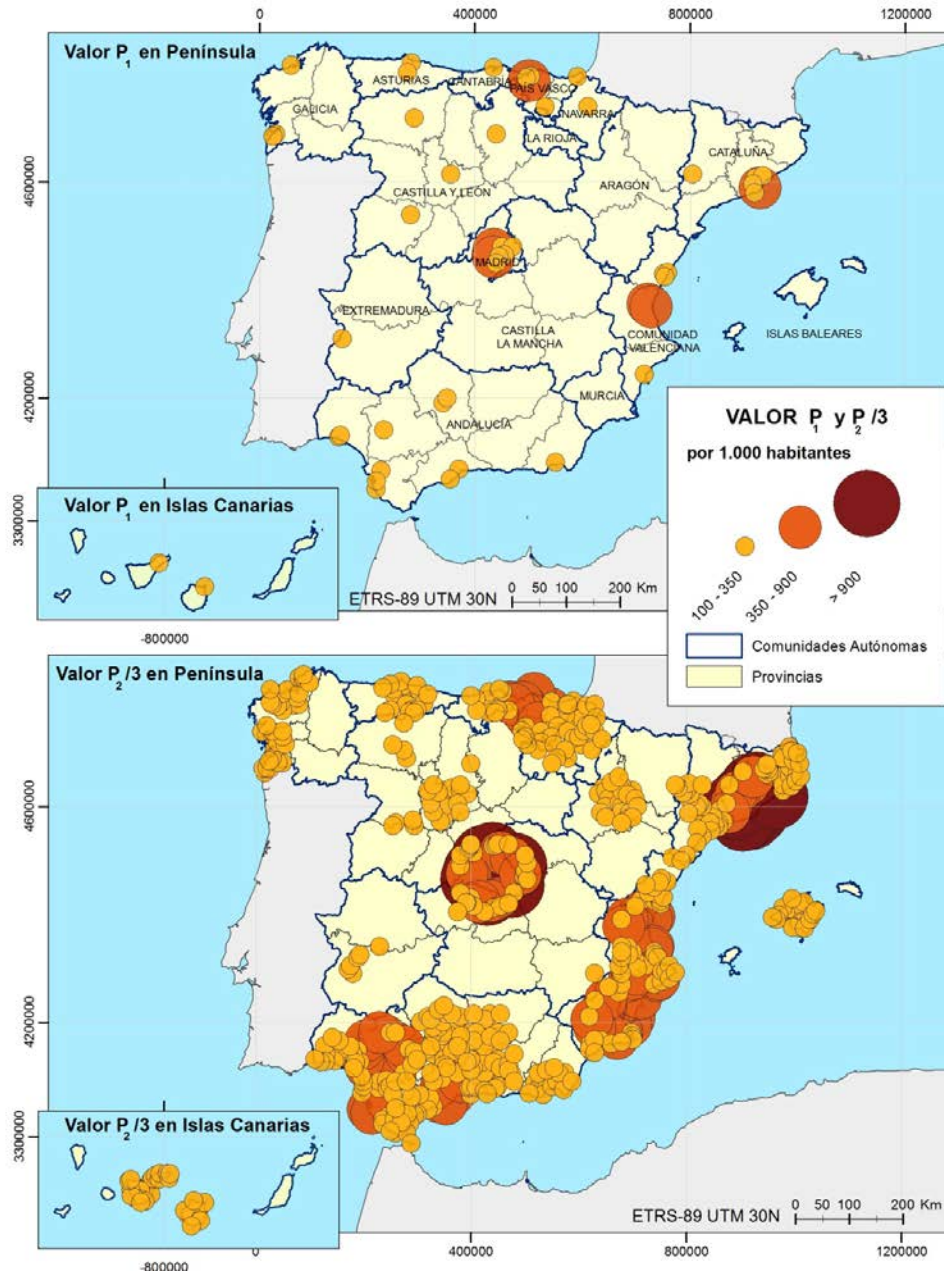 0
400000
800000
1200000
Valor P1 en Península
ASTURIAS
CANTABRIA
PAÍS VASCO
GALICIA
NAVARRA
LA RIOJA
CATALUÑA
4600000
CASTILLA Y LEÓN
ARAGÓN
MADRID
EXTREMADURA
CASTILLA
LA MANCHA
COMUNIDAD
VALENCIANA
ISLAS BALEARES
4200000
MURCIA
ANDALUCÍA
VALOR P1 y P2/3
por 1.000 habitantes
100 - 350
350 - 900
> 900
Comunidades Autónomas
Provincias
Valor P1 en Islas Canarias
3300000
ETRS-89 UTM 30N
0 50 100 200 Km
-800000
Valor P2/3 en Península
4600000
4200000
Valor P2/3 en Islas Canarias
3300000
ETRS-89 UTM 30N
0 50 100 200 Km
-800000
0
400000
800000
1200000